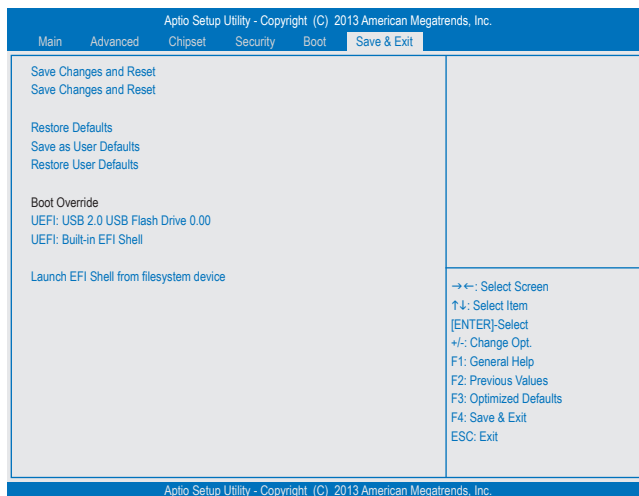 Aptio Setup Utility - Copyright (C) 2013 American Megatrends, Inc.
Main Advanced Chipset Security Boot Save & Exit
Save Changes and Reset
Save Changes and Reset
Restore Defaults
Save as User Defaults
Restore User Defaults
Boot Override
UEFI: USB 2.0 USB Flash Drive 0.00
UEFI: Built-in EFI Shell
Launch EFI Shell from filesystem device
→←: Select Screen
↑↓: Select Item
[ENTER]-Select
+/-: Change Opt.
F1: General Help
F2: Previous Values
F3: Optimized Defaults
F4: Save & Exit
ESC: Exit
Aptio Setup Utility - Copyright (C) 2013 American Megatrends, Inc.